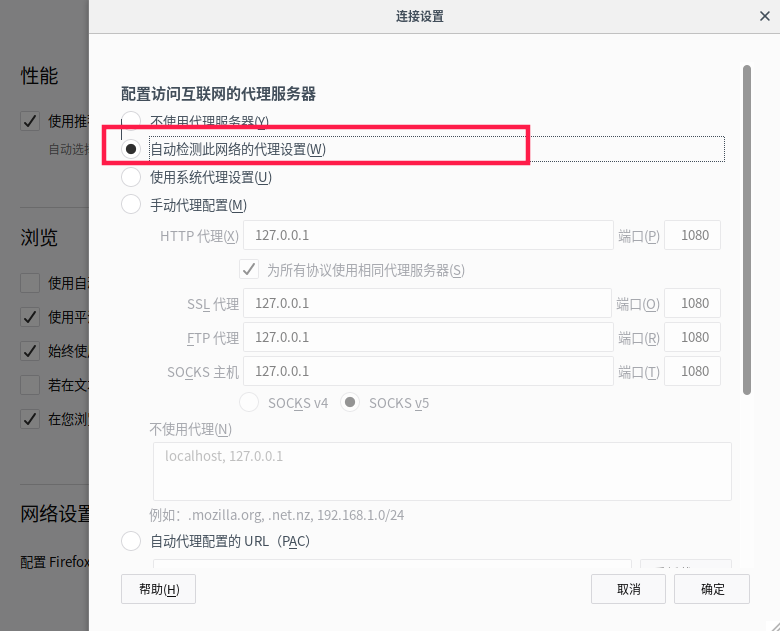 连接设置
性能
使用推
自动选择
浏览
使用自
使用平
始终使
若在文
在您浏
网络设置
配置 Firefox
配置访问互联网的代理服务器
不使用代理服务器(Y)
自动检测此网络的代理设置(W)
使用系统代理设置(U)
手动代理配置(M)
HTTP 代理(X) 127.0.0.1 端口(P) 1080
为所有协议使用相同代理服务器(S)
SSL 代理 127.0.0.1 端口(O) 1080
FTP 代理 127.0.0.1 端口(R) 1080
SOCKS 主机 127.0.0.1 端口(T) 1080
SOCKS v4 SOCKS v5
不使用代理(N)
localhost, 127.0.0.1
例如：.mozilla.org, .net.nz, 192.168.1.0/24
自动代理配置的 URL（PAC）
帮助(H) 取消 确定